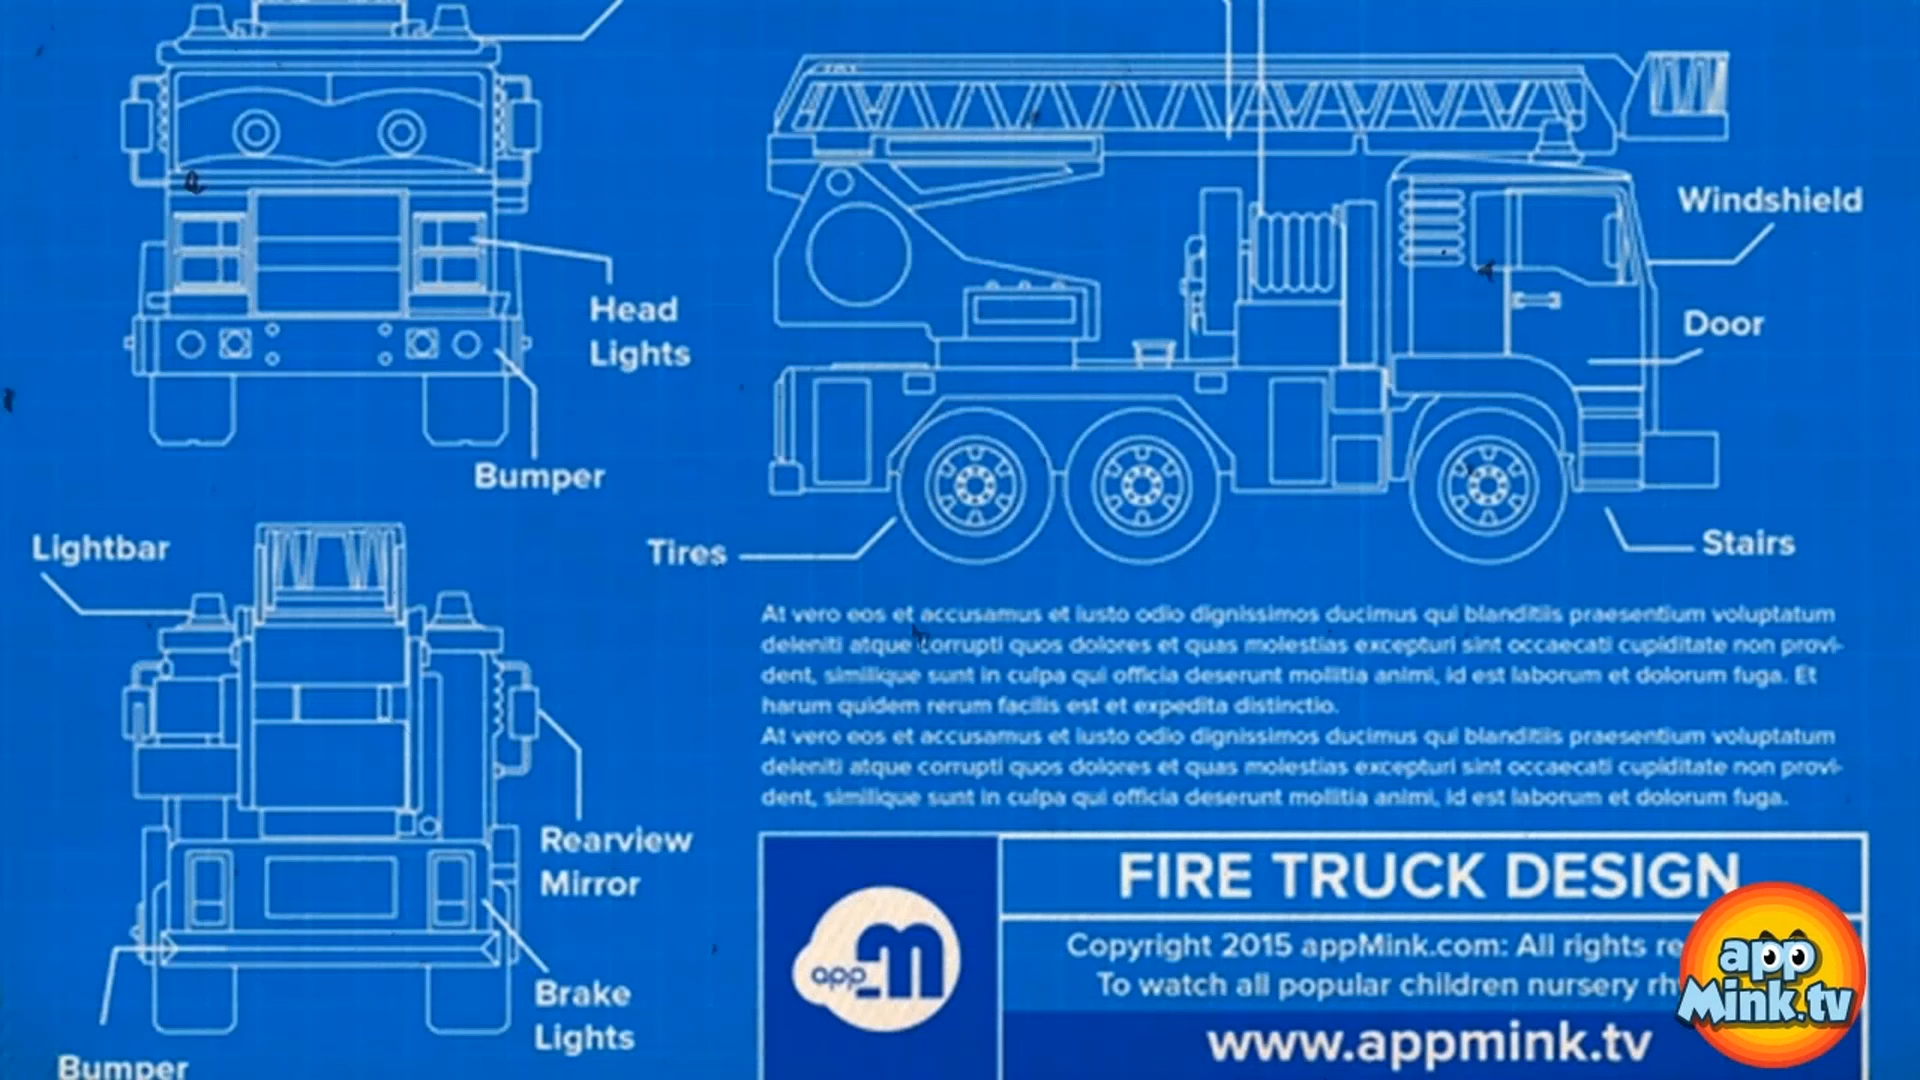 Windshield
Head
Lights
Door
Bumper
Lightbar
Tires
Stairs
At vero eos et accusamus et iusto odio dignissimos ducimus qui blanditiis praesentium voluptatum
deleniti atque corrupti quos dolores et quas molestias excepturi sint occaecati cupiditate non provi-
dent, similique sunt in culpa qui officia deserunt mollitia animi, id est laborum et dolorum fuga. Et
harum quidem rerum facilis est et expedita distinctio.
At vero eos et accusamus et iusto odio dignissimos ducimus qui blanditiis praesentium voluptatum
deleniti atque corrupti quos dolores et quas molestias excepturi sint occaecati cupiditate non provi-
dent, similique sunt in culpa qui officia deserunt mollitia animi, id est laborum et dolorum fuga.
Rearview
Mirror
Brake
Lights
Bumper
app m
FIRE TRUCK DESIGN
Copyright 2015 appMink.com: All rights
To watch all popular children nursery
www.appmink.tv
app
Mink.tv